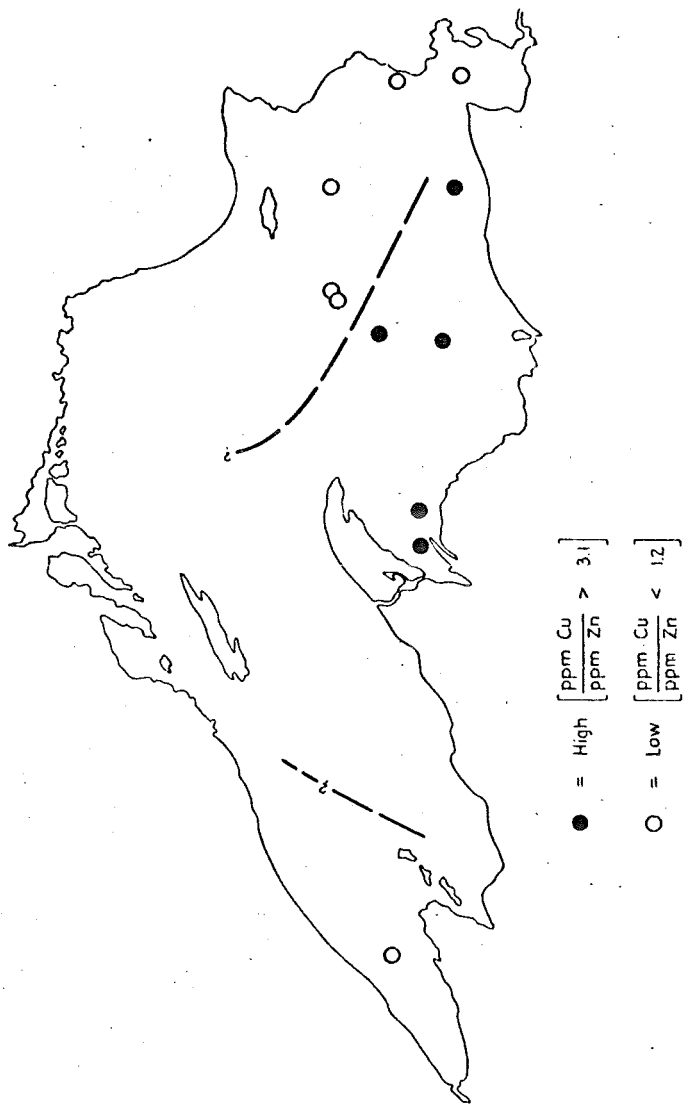 ?
?
● = High [ppm Cu / ppm Zn > 3.1]
○ = Low [ppm Cu / ppm Zn < 1.2]